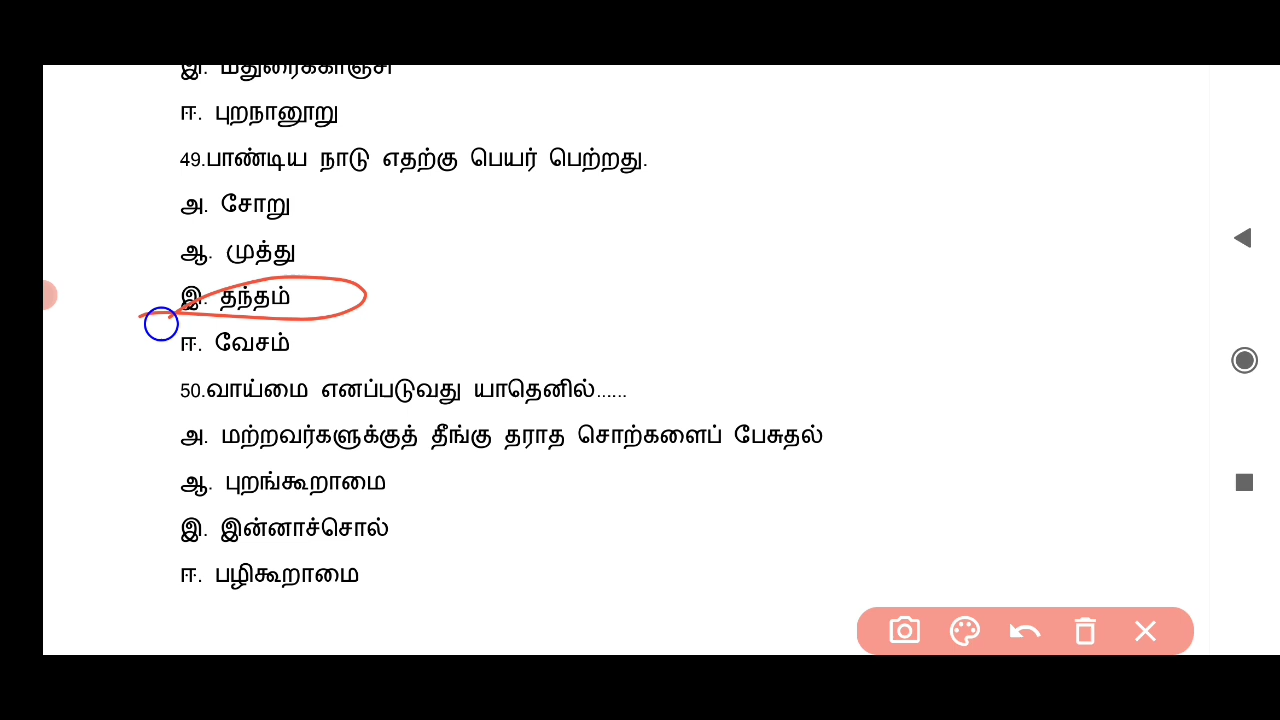 இ. மதுரைக்காஞ்சி
ஈ. புறநானூறு
49.பாண்டிய நாடு எதற்கு பெயர் பெற்றது.
அ. சோறு
ஆ. முத்து
இ. தந்தம்
ஈ. வேசம்
50.வாய்மை எனப்படுவது யாதெனில்......
அ. மற்றவர்களுக்குத் தீங்கு தராத சொற்களைப் பேசுதல்
ஆ. புறங்கூறாமை
இ. இன்னாச்சொல்
ஈ. பழிகூறாமை